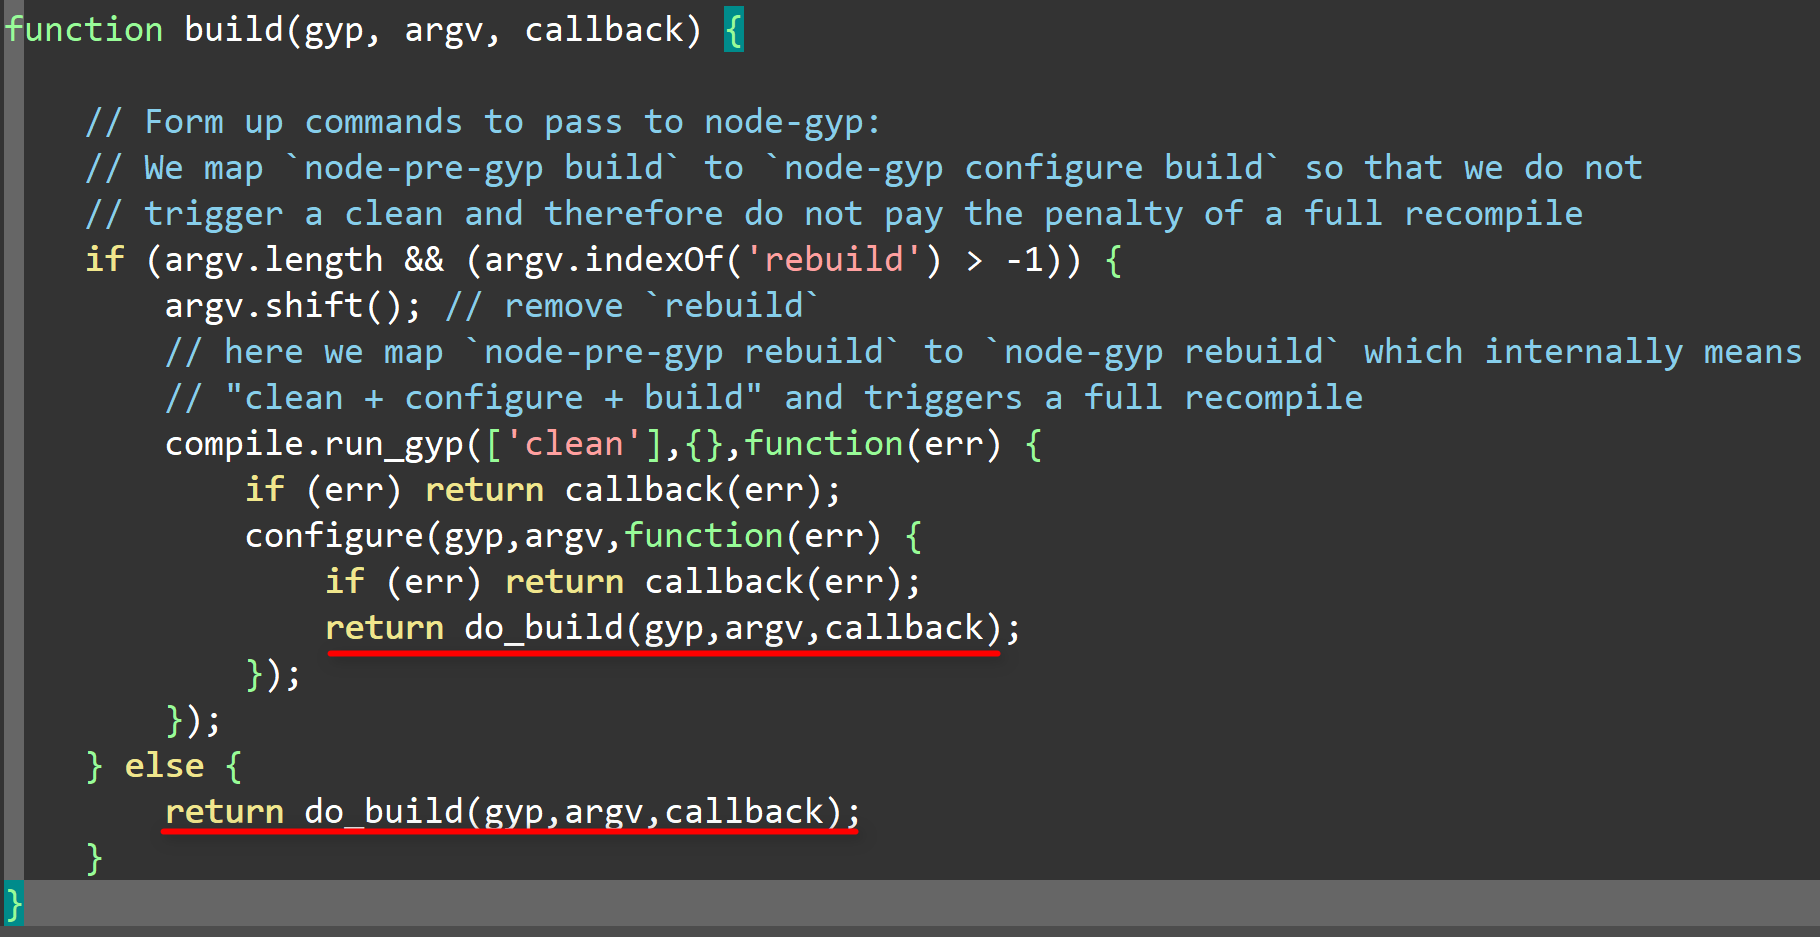 function build(gyp, argv, callback) {
// Form up commands to pass to node-gyp:
// We map `node-pre-gyp build` to `node-gyp configure build` so that we do not
// trigger a clean and therefore do not pay the penalty of a full recompile
if (argv.length && (argv.indexOf('rebuild') > -1)) {
argv.shift(); // remove `rebuild`
// here we map `node-pre-gyp rebuild` to `node-gyp rebuild` which internally means
// "clean + configure + build" and triggers a full recompile
compile.run_gyp(['clean'],{},function(err) {
if (err) return callback(err);
configure(gyp,argv,function(err) {
if (err) return callback(err);
return do_build(gyp,argv,callback);
});
});
} else {
return do_build(gyp,argv,callback);
}
}